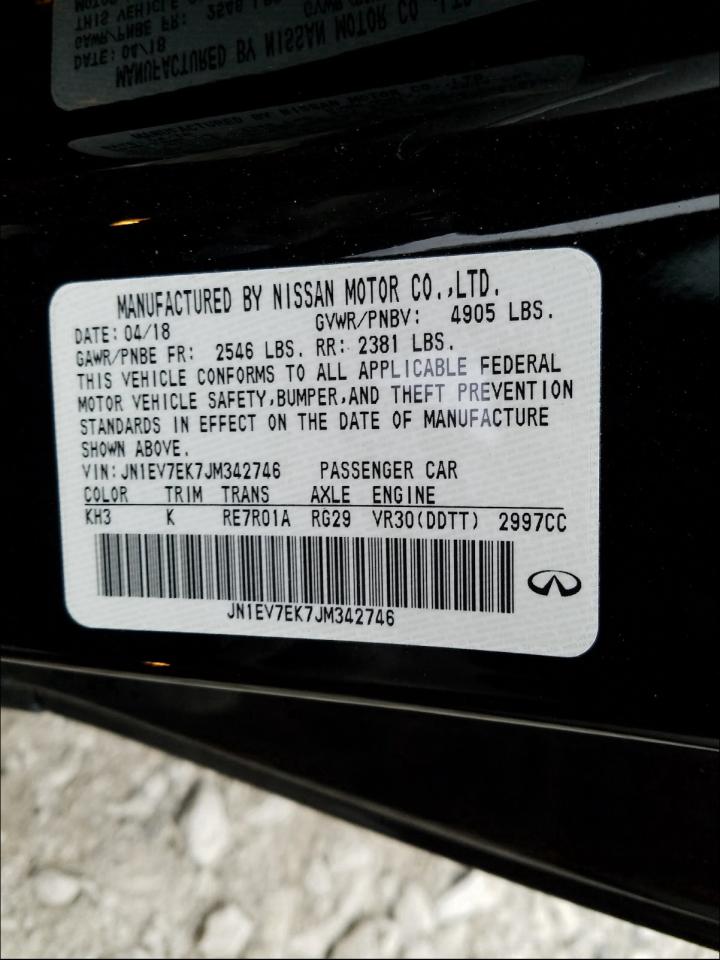 MANUFACTURED BY NISSAN MOTOR CO.,LTD.
DATE: 04/18 GVWR/PNBV: 4905 LBS.
GAWR/PNBE FR: 2546 LBS. RR: 2381 LBS.
THIS VEHICLE CONFORMS TO ALL APPLICABLE FEDERAL
MOTOR VEHICLE SAFETY,BUMPER,AND THEFT PREVENTION
STANDARDS IN EFFECT ON THE DATE OF MANUFACTURE
SHOWN ABOVE.
VIN:JN1EV7EK7JM342746 PASSENGER CAR
COLOR TRIM TRANS AXLE ENGINE
KH3 K RE7R01A RG29 VR30(DDTT) 2997CC
JN1EV7EK7JM342746